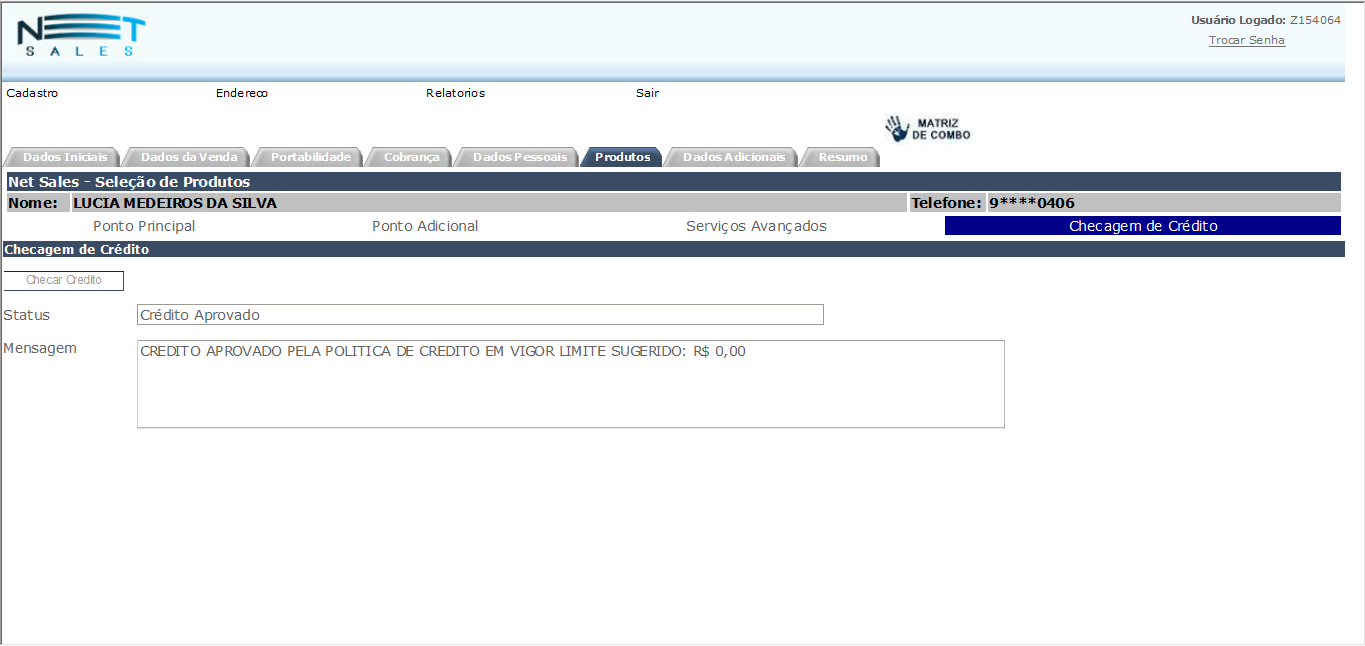 NET
SALES
Usuário Logado: Z154064
Trocar Senha
Cadastro Endereco Relatorios Sair
MATRIZ
DE COMBO
Dados Iniciais Dados da Venda Portabilidade Cobrança Dados Pessoais Produtos Dados Adicionais Resumo
Net Sales - Seleção de Produtos
Nome: LUCIA MEDEIROS DA SILVA Telefone: 9****0406
Ponto Principal Ponto Adicional Serviços Avançados Checagem de Crédito
Checagem de Crédito
Checar Credito
Status Crédito Aprovado
Mensagem CREDITO APROVADO PELA POLITICA DE CREDITO EM VIGOR LIMITE SUGERIDO: R$ 0,00